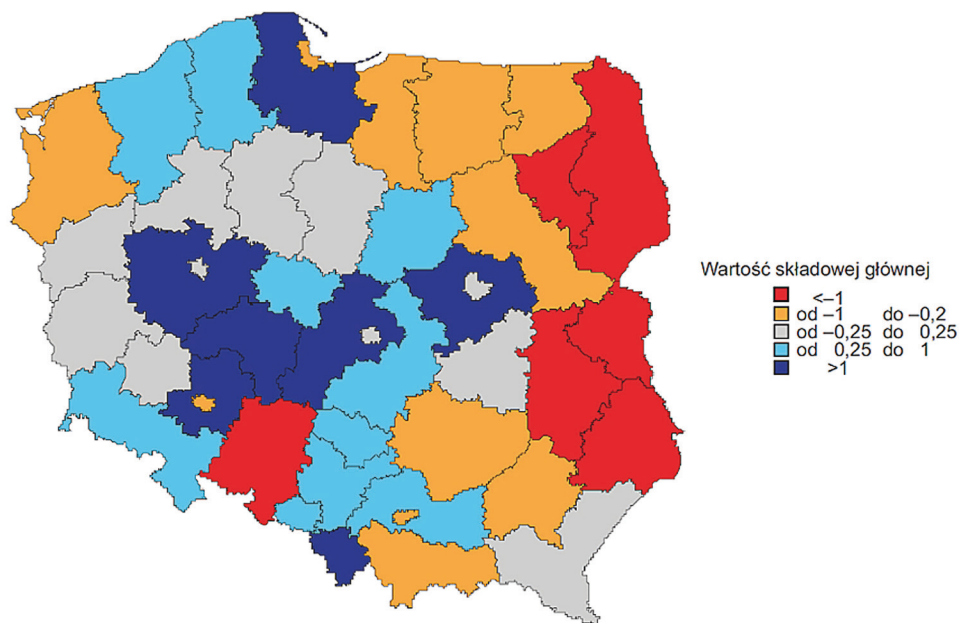 Wartość składowej głównej
<–1
od –1 do –0,2
od –0,25 do 0,25
od 0,25 do 1
>1